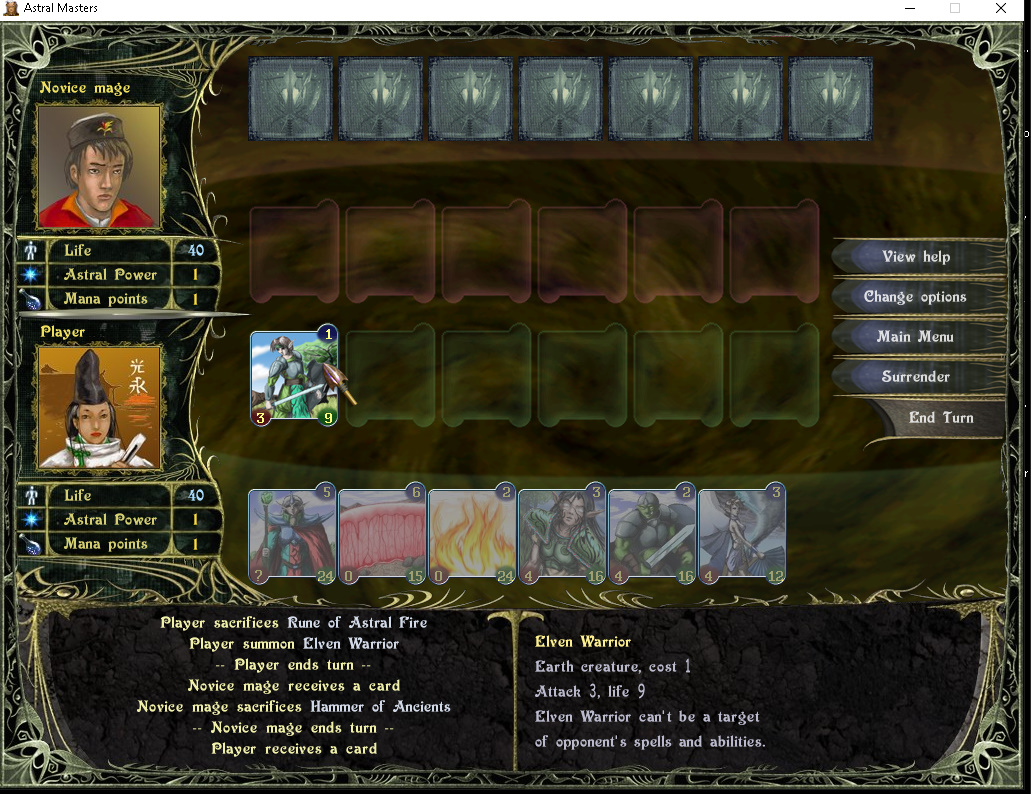 Astral Masters
Novice mage
Life 40
Astral Power 1
Mana points 1
Player
光
永
Life 40
Astral Power 1
Mana points 1
1
3 9
View help
Change options
Main Menu
Surrender
End Turn
5 6 2 3 2 3
? 24 0 15 0 24 4 16 4 16 4 12
Player sacrifices Rune of Astral Fire
Player summon Elven Warrior
-- Player ends turn --
Novice mage receives a card
Novice mage sacrifices Hammer of Ancients
-- Novice mage ends turn --
Player receives a card
Elven Warrior
Earth creature, cost 1
Attack 3, life 9
Elven Warrior can't be a target
of opponent's spells and abilities.